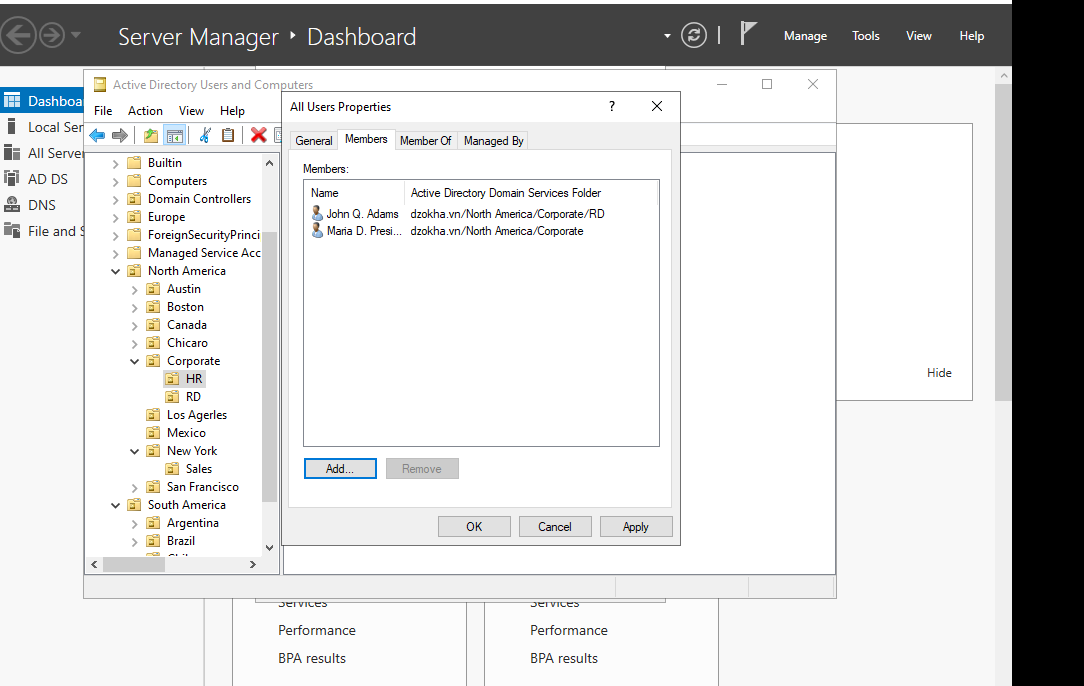 Server Manager ‣ Dashboard
Manage
Tools
View
Help
Dashboa
Local Ser
All Server
AD DS
DNS
File and S
Active Directory Users and Computers
File
Action
View
Help
Builtin
Computers
Domain Controllers
Europe
ForeignSecurityPrinci
Managed Service Acc
North America
Austin
Boston
Canada
Chicaro
Corporate
HR
RD
Los Agerles
Mexico
New York
Sales
San Francisco
South America
Argentina
Brazil
All Users Properties
?
General
Members
Member Of
Managed By
Members:
Name
Active Directory Domain Services Folder
John Q. Adams
dzokha.vn/North America/Corporate/RD
Maria D. Presi...
dzokha.vn/North America/Corporate
Add...
Remove
OK
Cancel
Apply
Hide
Services
Performance
BPA results
Services
Performance
BPA results